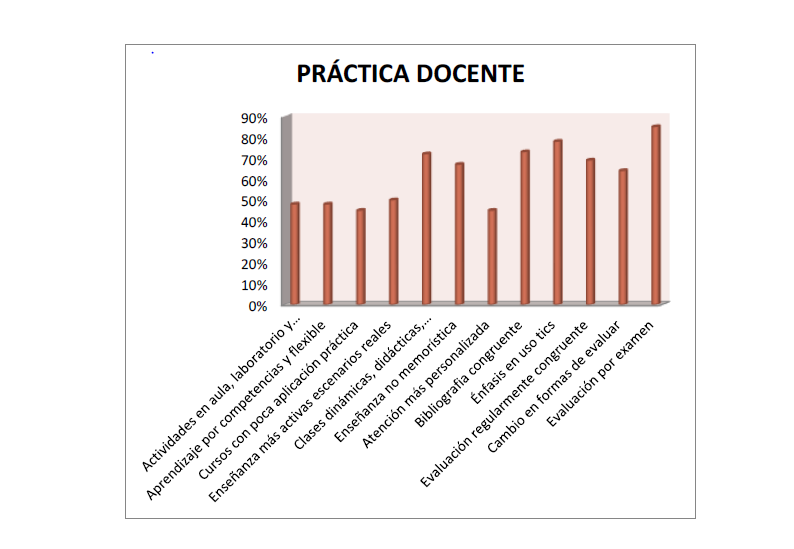 PRÁCTICA DOCENTE
90%
80%
70%
60%
50%
40%
30%
20%
10%
0%
Actividades en aula, laboratorio y...
Aprendizaje por competencias y flexible
Cursos con poca aplicación práctica
Enseñanza más activas escenarios reales
Clases dinámicas, didácticas,...
Enseñanza no memorística
Atención más personalizada
Bibliografía congruente
Énfasis en uso tics
Evaluación regularmente congruente
Cambio en formas de evaluar
Evaluación por examen